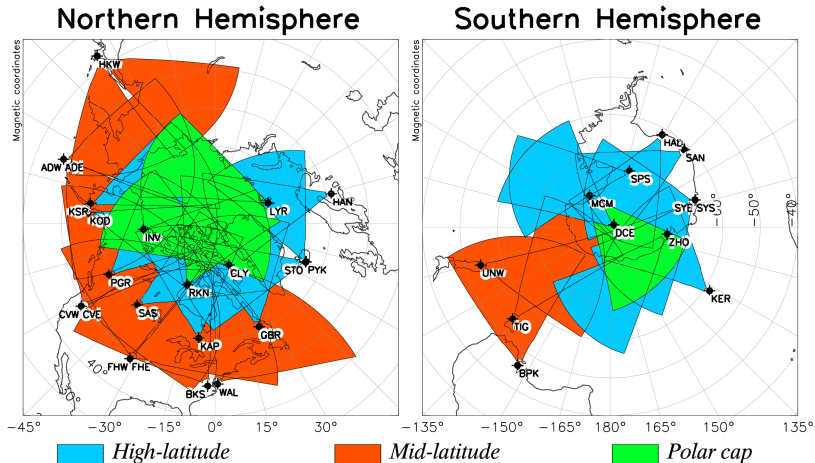 Northern Hemisphere
Southern Hemisphere
Magnetic coordinates
Magnetic coordinates
HKW
ADW ADE
KSR
KOD
INV
LYR
HAN
CLY
STO PYK
PGR
RKN
SAS
CVW CVE
KAP
GBR
FHW FHE
BKS
WAL
40°
HAL
SAN
SPS
MCM
SYE SYS
DCE
ZHO
UNW
KER
TIG
BPK
-60°
-50°
-40°
-45°
-30°
-15°
0°
15°
30°
-135°
-150°
-165°
180°
165°
150°
135°
High-latitude
Mid-latitude
Polar cap